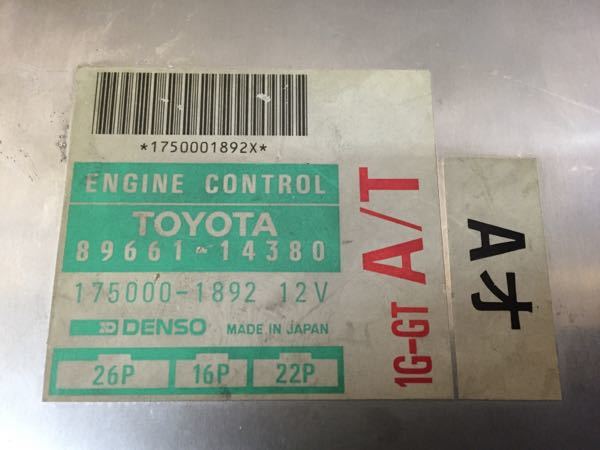 *1750001892X*
ENGINE CONTROL
TOYOTA
89661-14380
175000-1892 12V
DENSO MADE IN JAPAN
26P 16P 22P
1G-GT A/T
Aオ